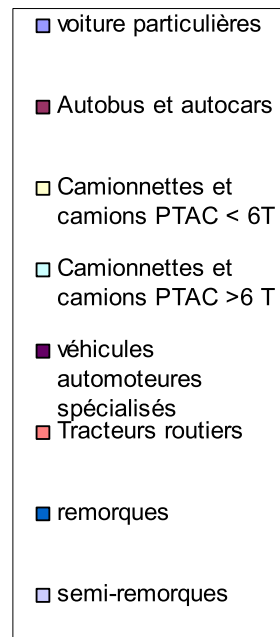 voiture particulières
Autobus et autocars
Camionnettes et
camions PTAC < 6T
Camionnettes et
camions PTAC >6 T
véhicules
automoteures
spécialisés
Tracteurs routiers
remorques
semi-remorques